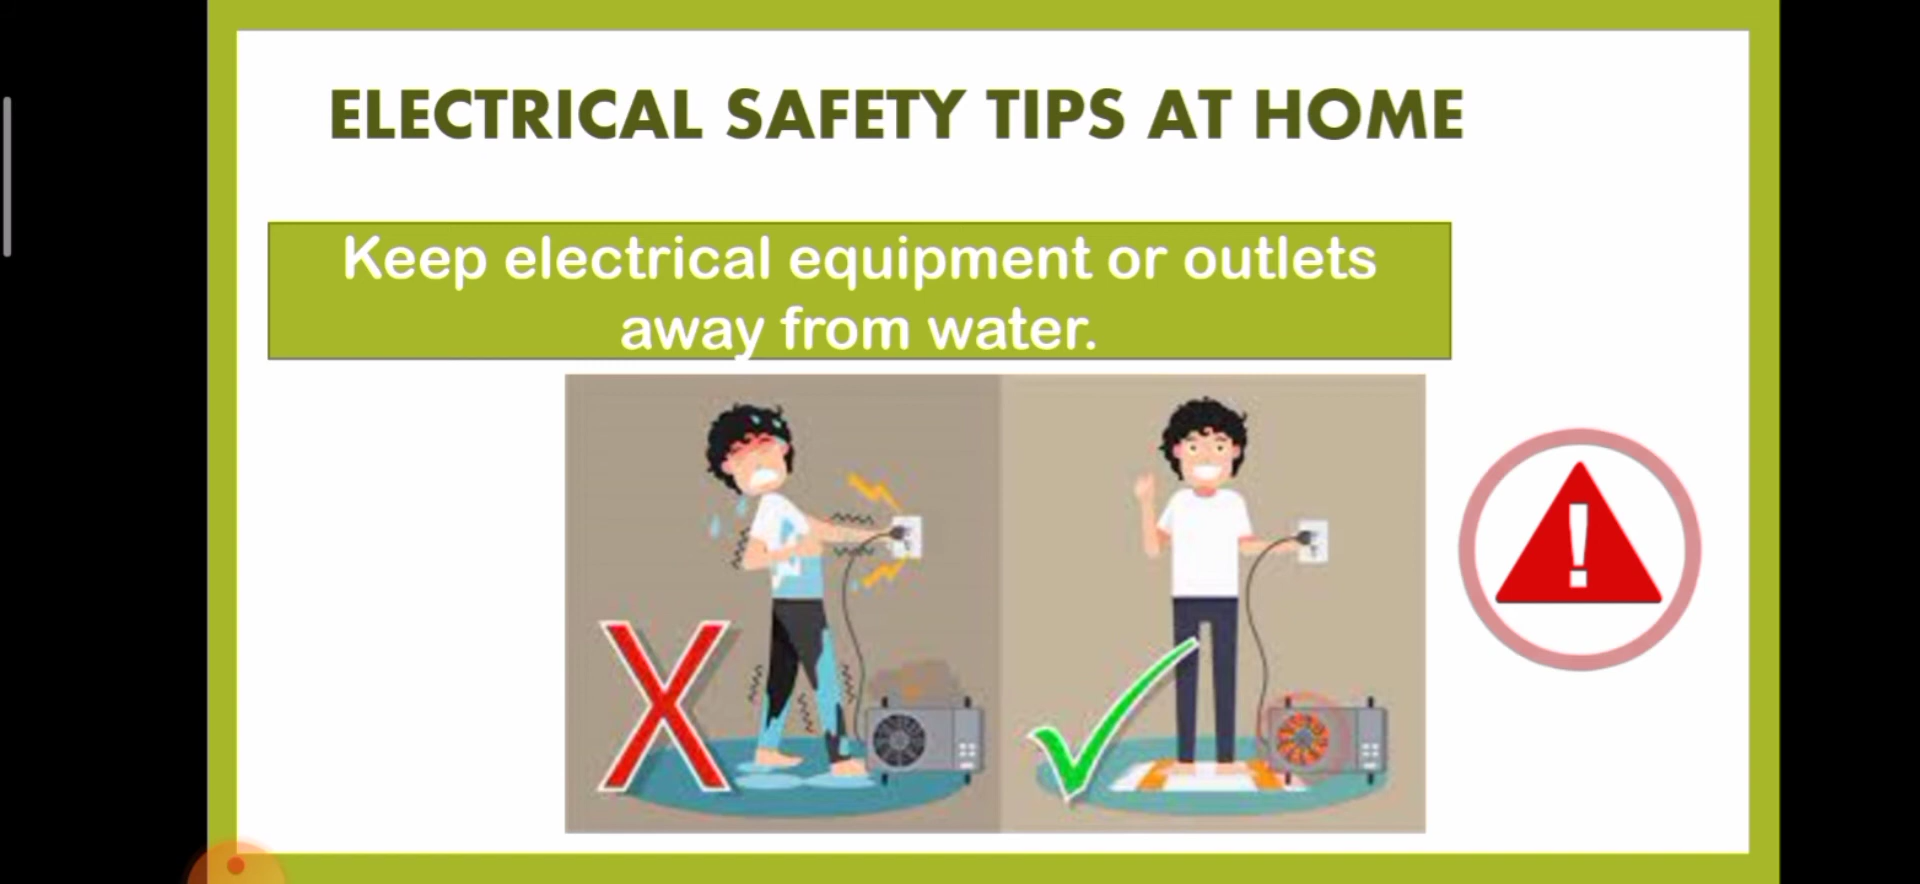 ELECTRICAL SAFETY TIPS AT HOME
Keep electrical equipment or outlets
away from water.